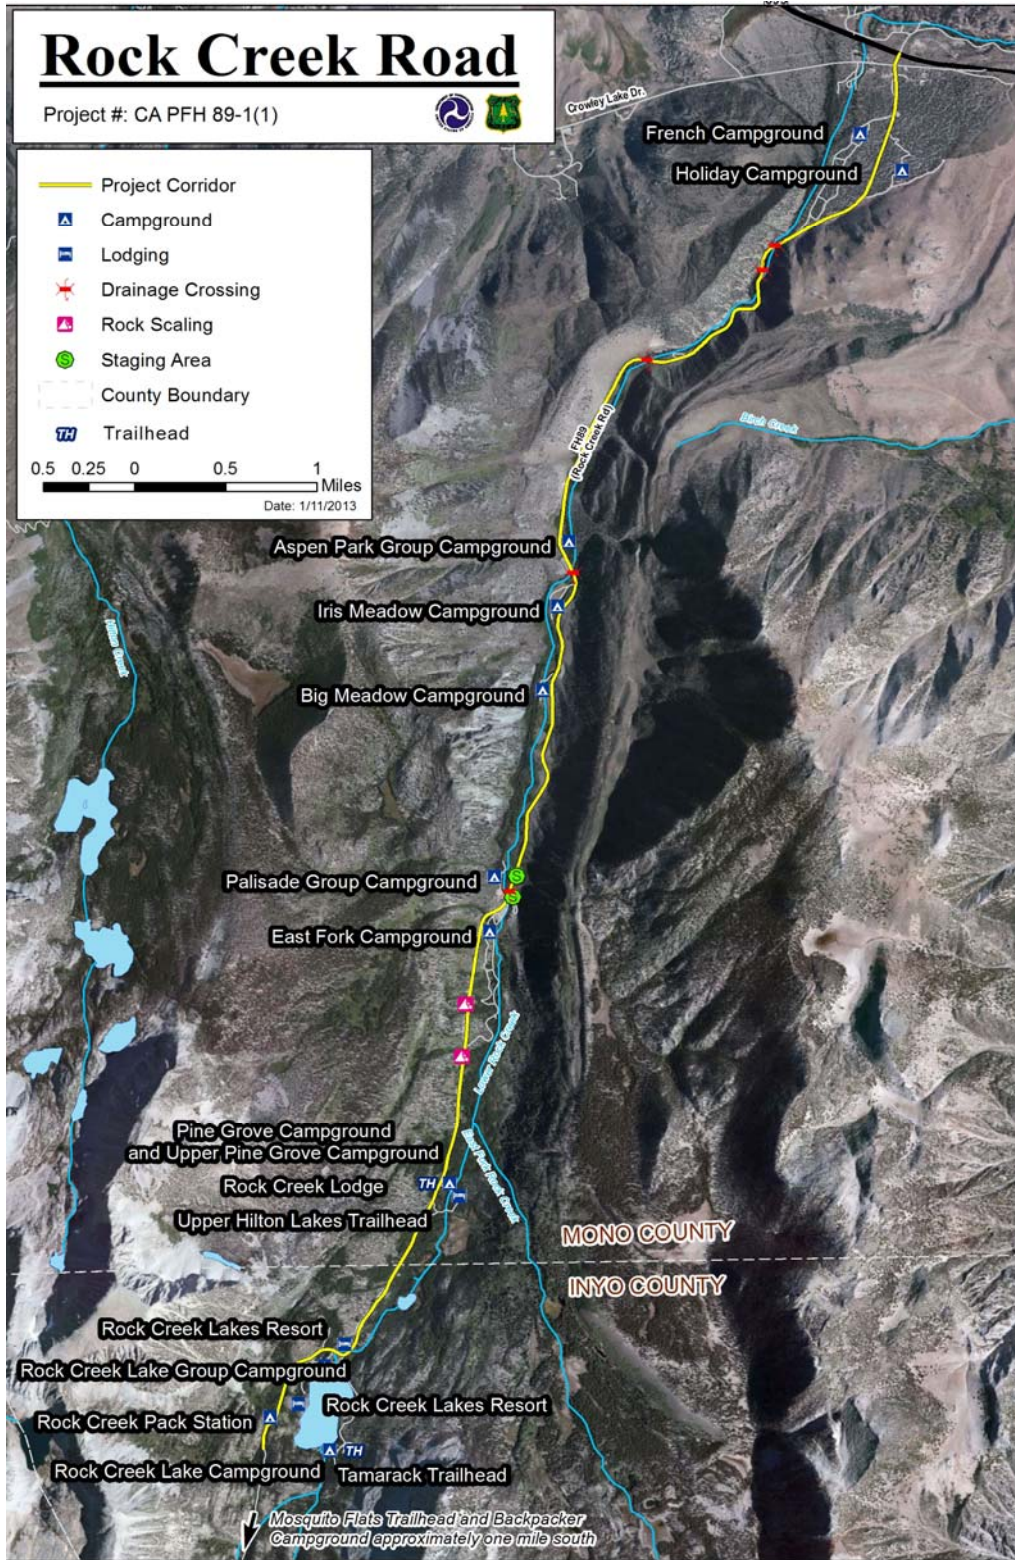 Rock Creek Road
Project #: CA PFH 89-1(1)
Project Corridor
Campground
Lodging
Drainage Crossing
Rock Scaling
S
Staging Area
County Boundary
TH Trailhead
0.5 0.25 0 0.5 1
Miles
Date: 1/11/2013
Crowley Lake Dr.
French Campground
Holiday Campground
FH89
(Rock Creek Rd)
Birch Creek
Aspen Park Group Campground
Iris Meadow Campground
Hilton Creek
Big Meadow Campground
Palisade Group Campground
S
S
East Fork Campground
Lower Rock Creek
Pine Grove Campground
and Upper Pine Grove Campground
East Fork Rock Creek
Rock Creek Lodge
TH
Upper Hilton Lakes Trailhead
MONO COUNTY
INYO COUNTY
Rock Creek Lakes Resort
Rock Creek Lake Group Campground
Rock Creek Lakes Resort
Rock Creek Pack Station
TH
Rock Creek Lake Campground
Tamarack Trailhead
Mosquito Flats Trailhead and Backpacker
Campground approximately one mile south